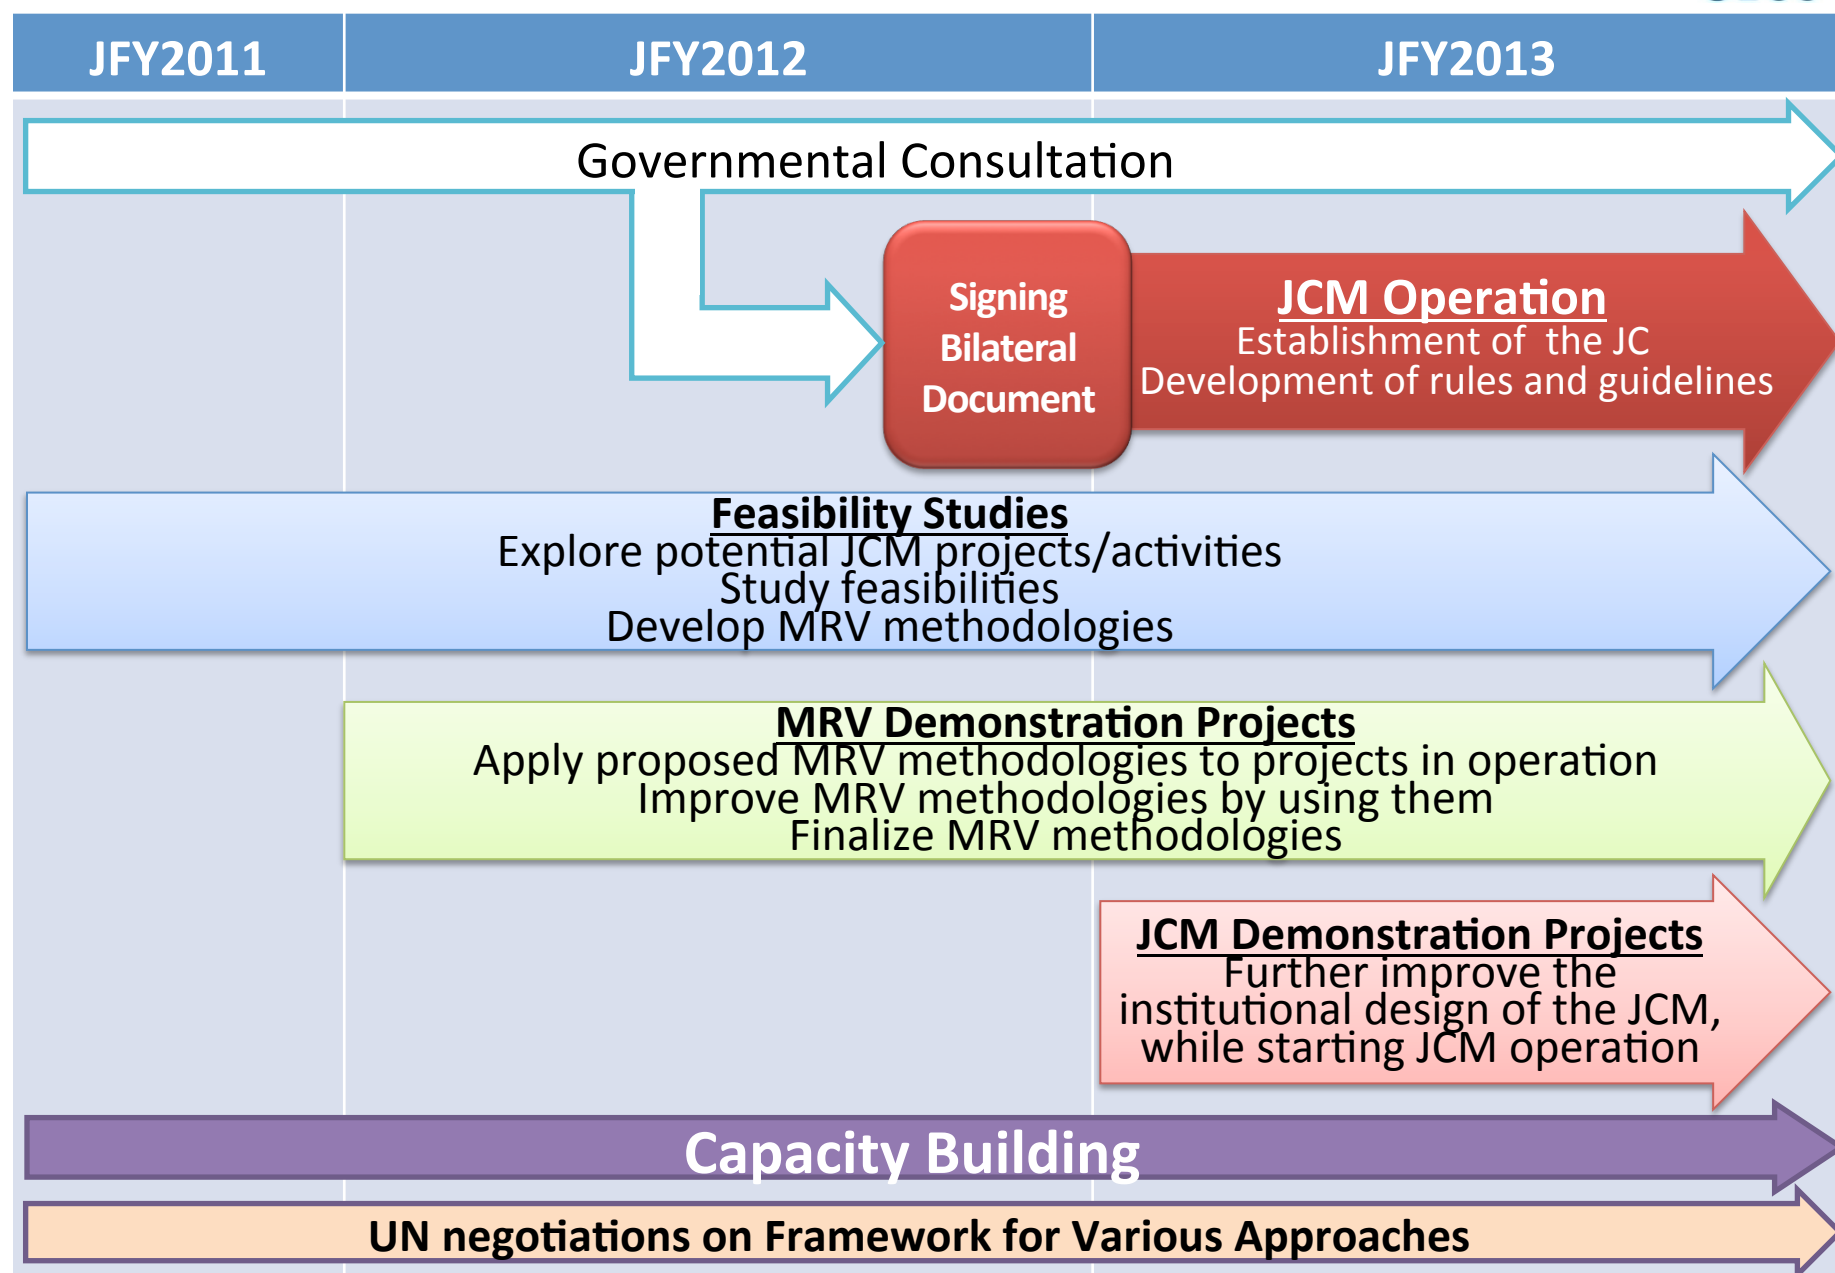 JFY2011 JFY2012 JFY2013
Governmental Consultation
Signing
Bilateral
Document
JCM Operation
Establishment of the JC
Development of rules and guidelines
Feasibility Studies
Explore potential JCM projects/activities
Study feasibilities
Develop MRV methodologies
MRV Demonstration Projects
Apply proposed MRV methodologies to projects in operation
Improve MRV methodologies by using them
Finalize MRV methodologies
JCM Demonstration Projects
Further improve the
institutional design of the JCM,
while starting JCM operation
Capacity Building
UN negotiations on Framework for Various Approaches